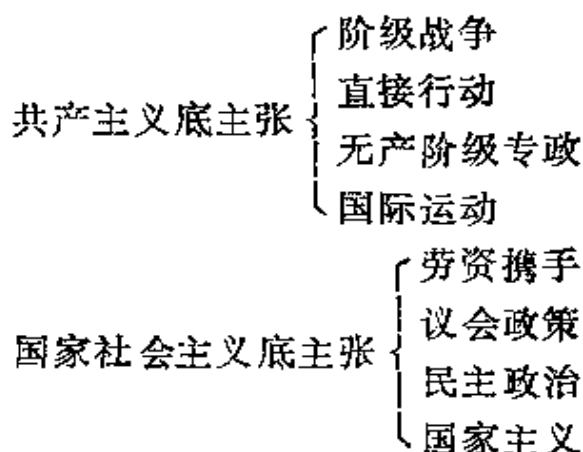 共产主义底主张
阶级战争
直接行动
无产阶级专政
国际运动
国家社会主义底主张
劳资携手
议会政策
民主政治
国家主义